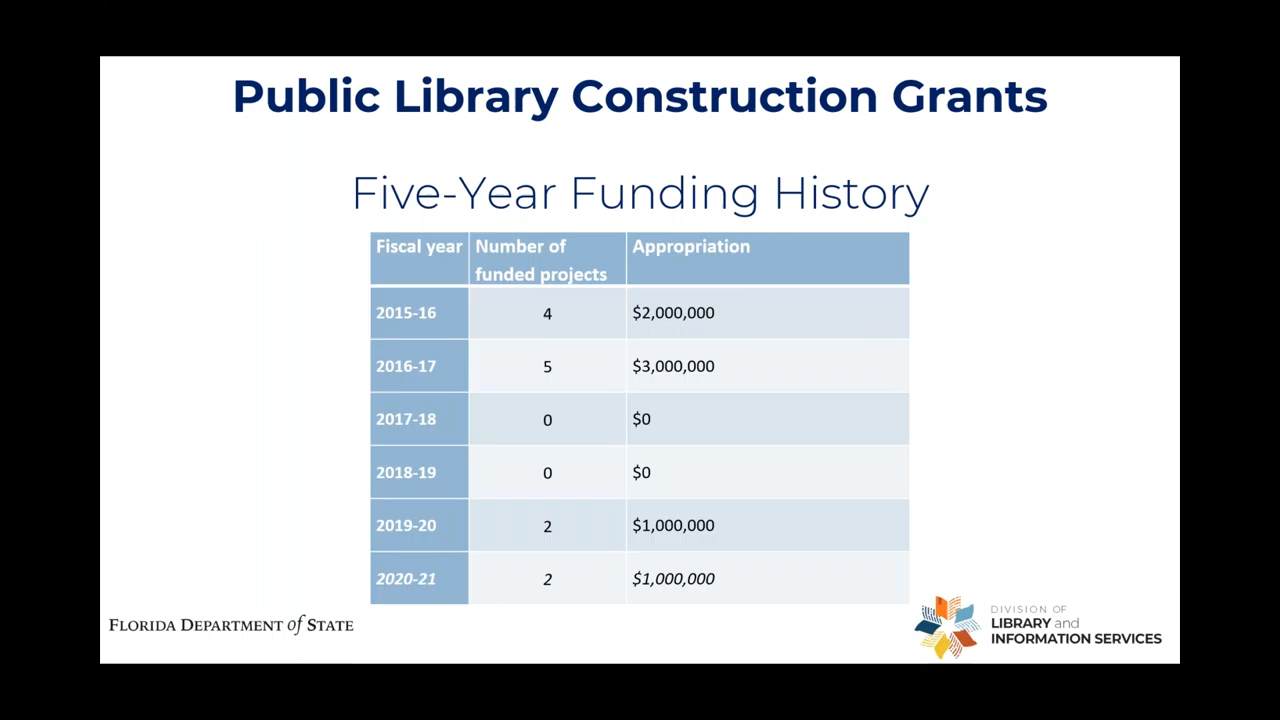 Public Library Construction Grants
Five-Year Funding History
Fiscal year Number of funded projects Appropriation
2015-16 4 $2,000,000
2016-17 5 $3,000,000
2017-18 0 $0
2018-19 0 $0
2019-20 2 $1,000,000
2020-21 2 $1,000,000
FLORIDA DEPARTMENT of STATE
DIVISION OF
LIBRARY and
INFORMATION SERVICES